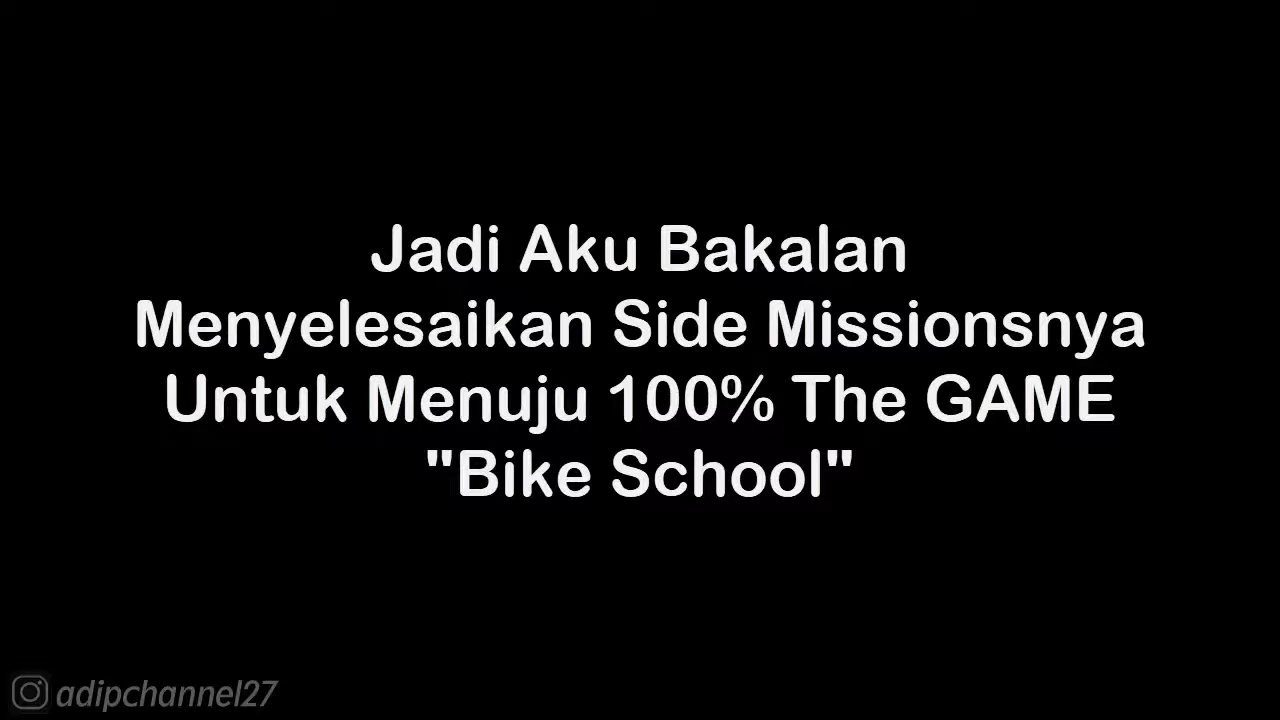 Jadi Aku Bakalan
Menyelesaikan Side Missionsnya
Untuk Menuju 100% The GAME
"Bike School"
adipchannel27